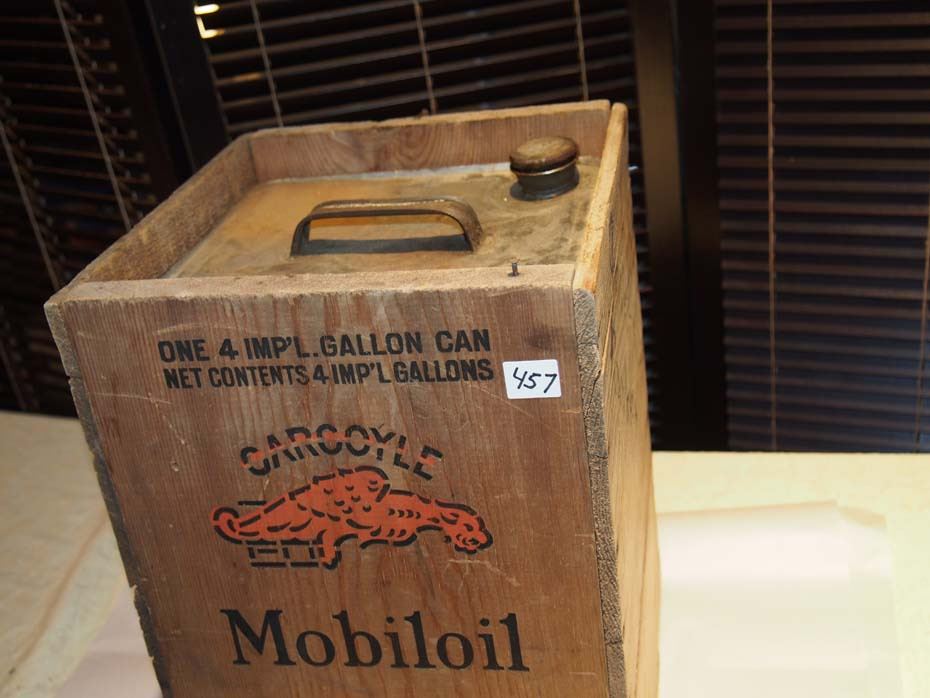 ONE 4 IMP'L. GALLON CAN
NET CONTENTS 4 IMP'L GALLONS
457
GARGOYLE
Mobiloil